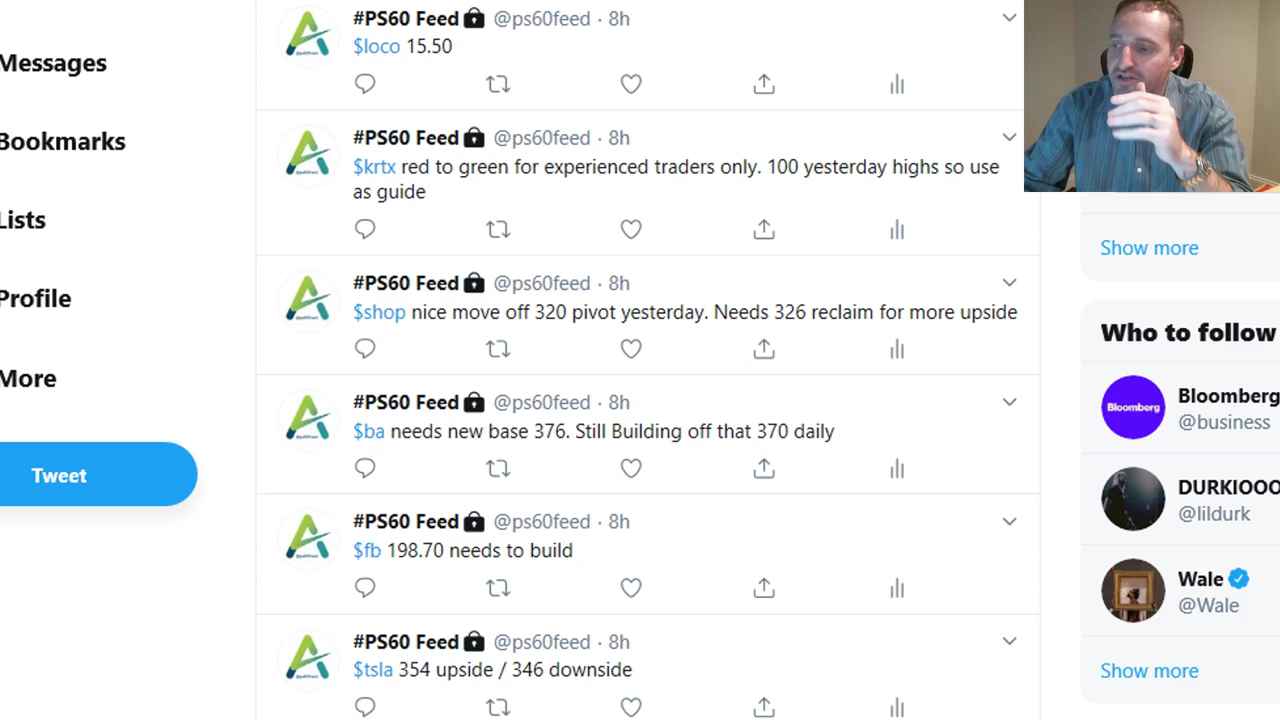 Messages
Bookmarks
Lists
Profile
More
Tweet
#PS60 Feed @ps60feed · 8h
$loco 15.50
#PS60 Feed @ps60feed · 8h
$krtx red to green for experienced traders only. 100 yesterday highs so use
as guide
#PS60 Feed @ps60feed · 8h
$shop nice move off 320 pivot yesterday. Needs 326 reclaim for more upside
#PS60 Feed @ps60feed · 8h
$ba needs new base 376. Still Building off that 370 daily
#PS60 Feed @ps60feed · 8h
$fb 198.70 needs to build
#PS60 Feed @ps60feed · 8h
$tsla 354 upside / 346 downside
Show more
Who to follow
Bloomberg
Bloomberg
@business
DURKIOOO
@lildurk
Wale
@Wale
Show more